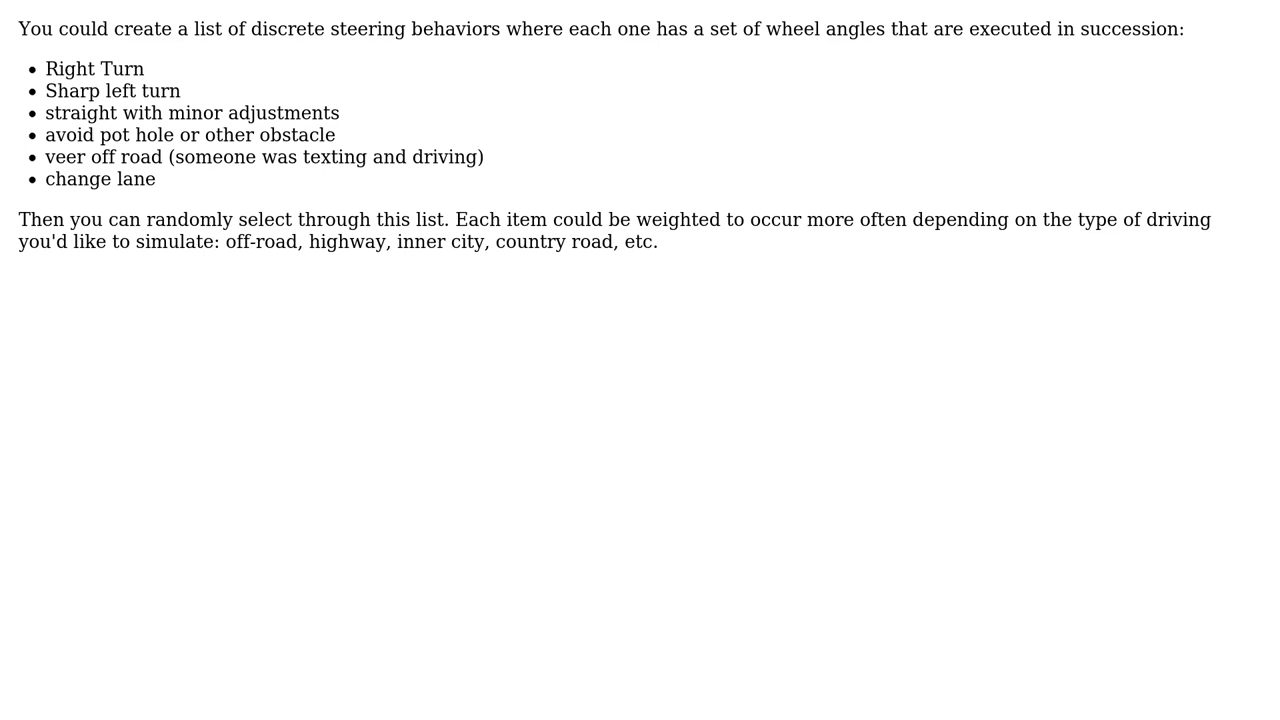 You could create a list of discrete steering behaviors where each one has a set of wheel angles that are executed in succession:
• Right Turn
• Sharp left turn
• straight with minor adjustments
• avoid pot hole or other obstacle
• veer off road (someone was texting and driving)
• change lane
Then you can randomly select through this list. Each item could be weighted to occur more often depending on the type of driving
you'd like to simulate: off-road, highway, inner city, country road, etc.